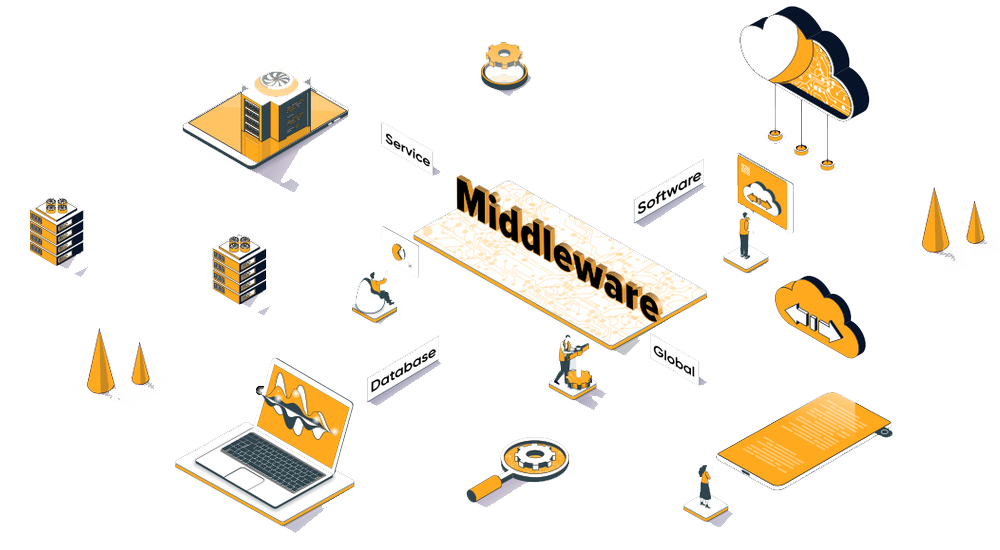 Service
Software
Middleware
Database
Global